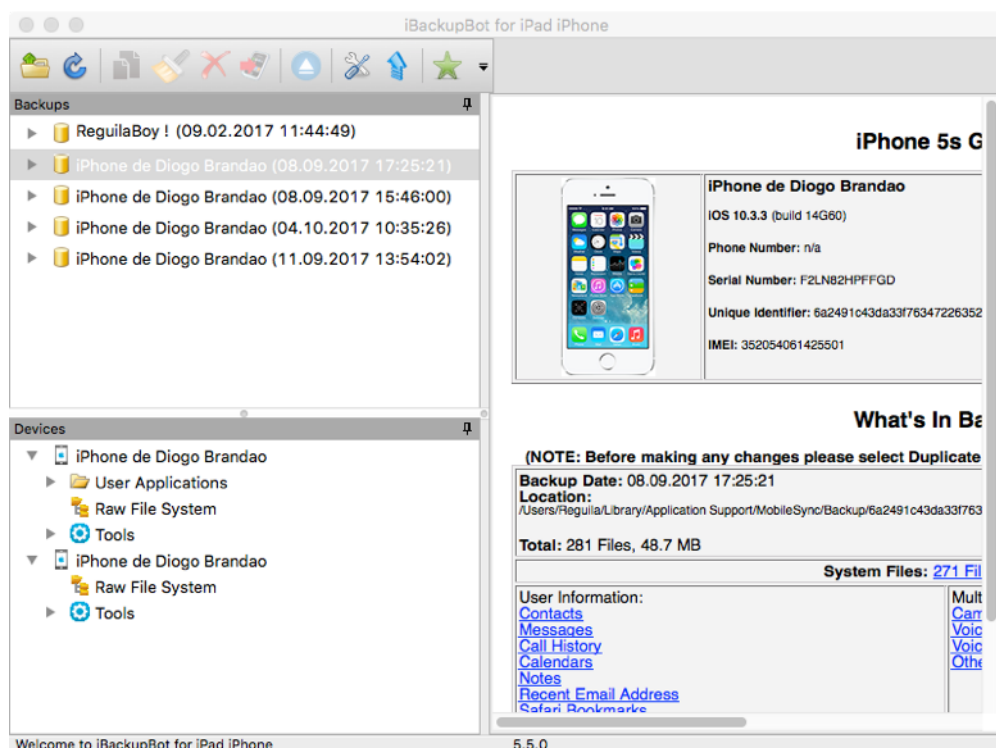 iBackupBot for iPad iPhone
Backups
ReguilaBoy ! (09.02.2017 11:44:49)
iPhone de Diogo Brandao (08.09.2017 17:25:21)
iPhone de Diogo Brandao (08.09.2017 15:46:00)
iPhone de Diogo Brandao (04.10.2017 10:35:26)
iPhone de Diogo Brandao (11.09.2017 13:54:02)
Devices
iPhone de Diogo Brandao
User Applications
Raw File System
Tools
iPhone de Diogo Brandao
Raw File System
Tools
iPhone 5s G
iPhone de Diogo Brandao
iOS 10.3.3 (build 14G60)
Phone Number: n/a
Serial Number: F2LN82HPFFGD
Unique Identifier: 6a2491c43da33f76347226352
IMEI: 352054061425501
What's In Ba
(NOTE: Before making any changes please select Duplicate
Backup Date: 08.09.2017 17:25:21
Location:
/Users/Reguila/Library/Application Support/MobileSync/Backup/6a2491c43da33f763
Total: 281 Files, 48.7 MB
System Files: 271 Fil
User Information:
Contacts
Messages
Call History
Calendars
Notes
Recent Email Address
Safari Bookmarks
Mult
Cam
Voic
Voic
Othe
Welcome to iBackupBot for iPad iPhone
5.5.0